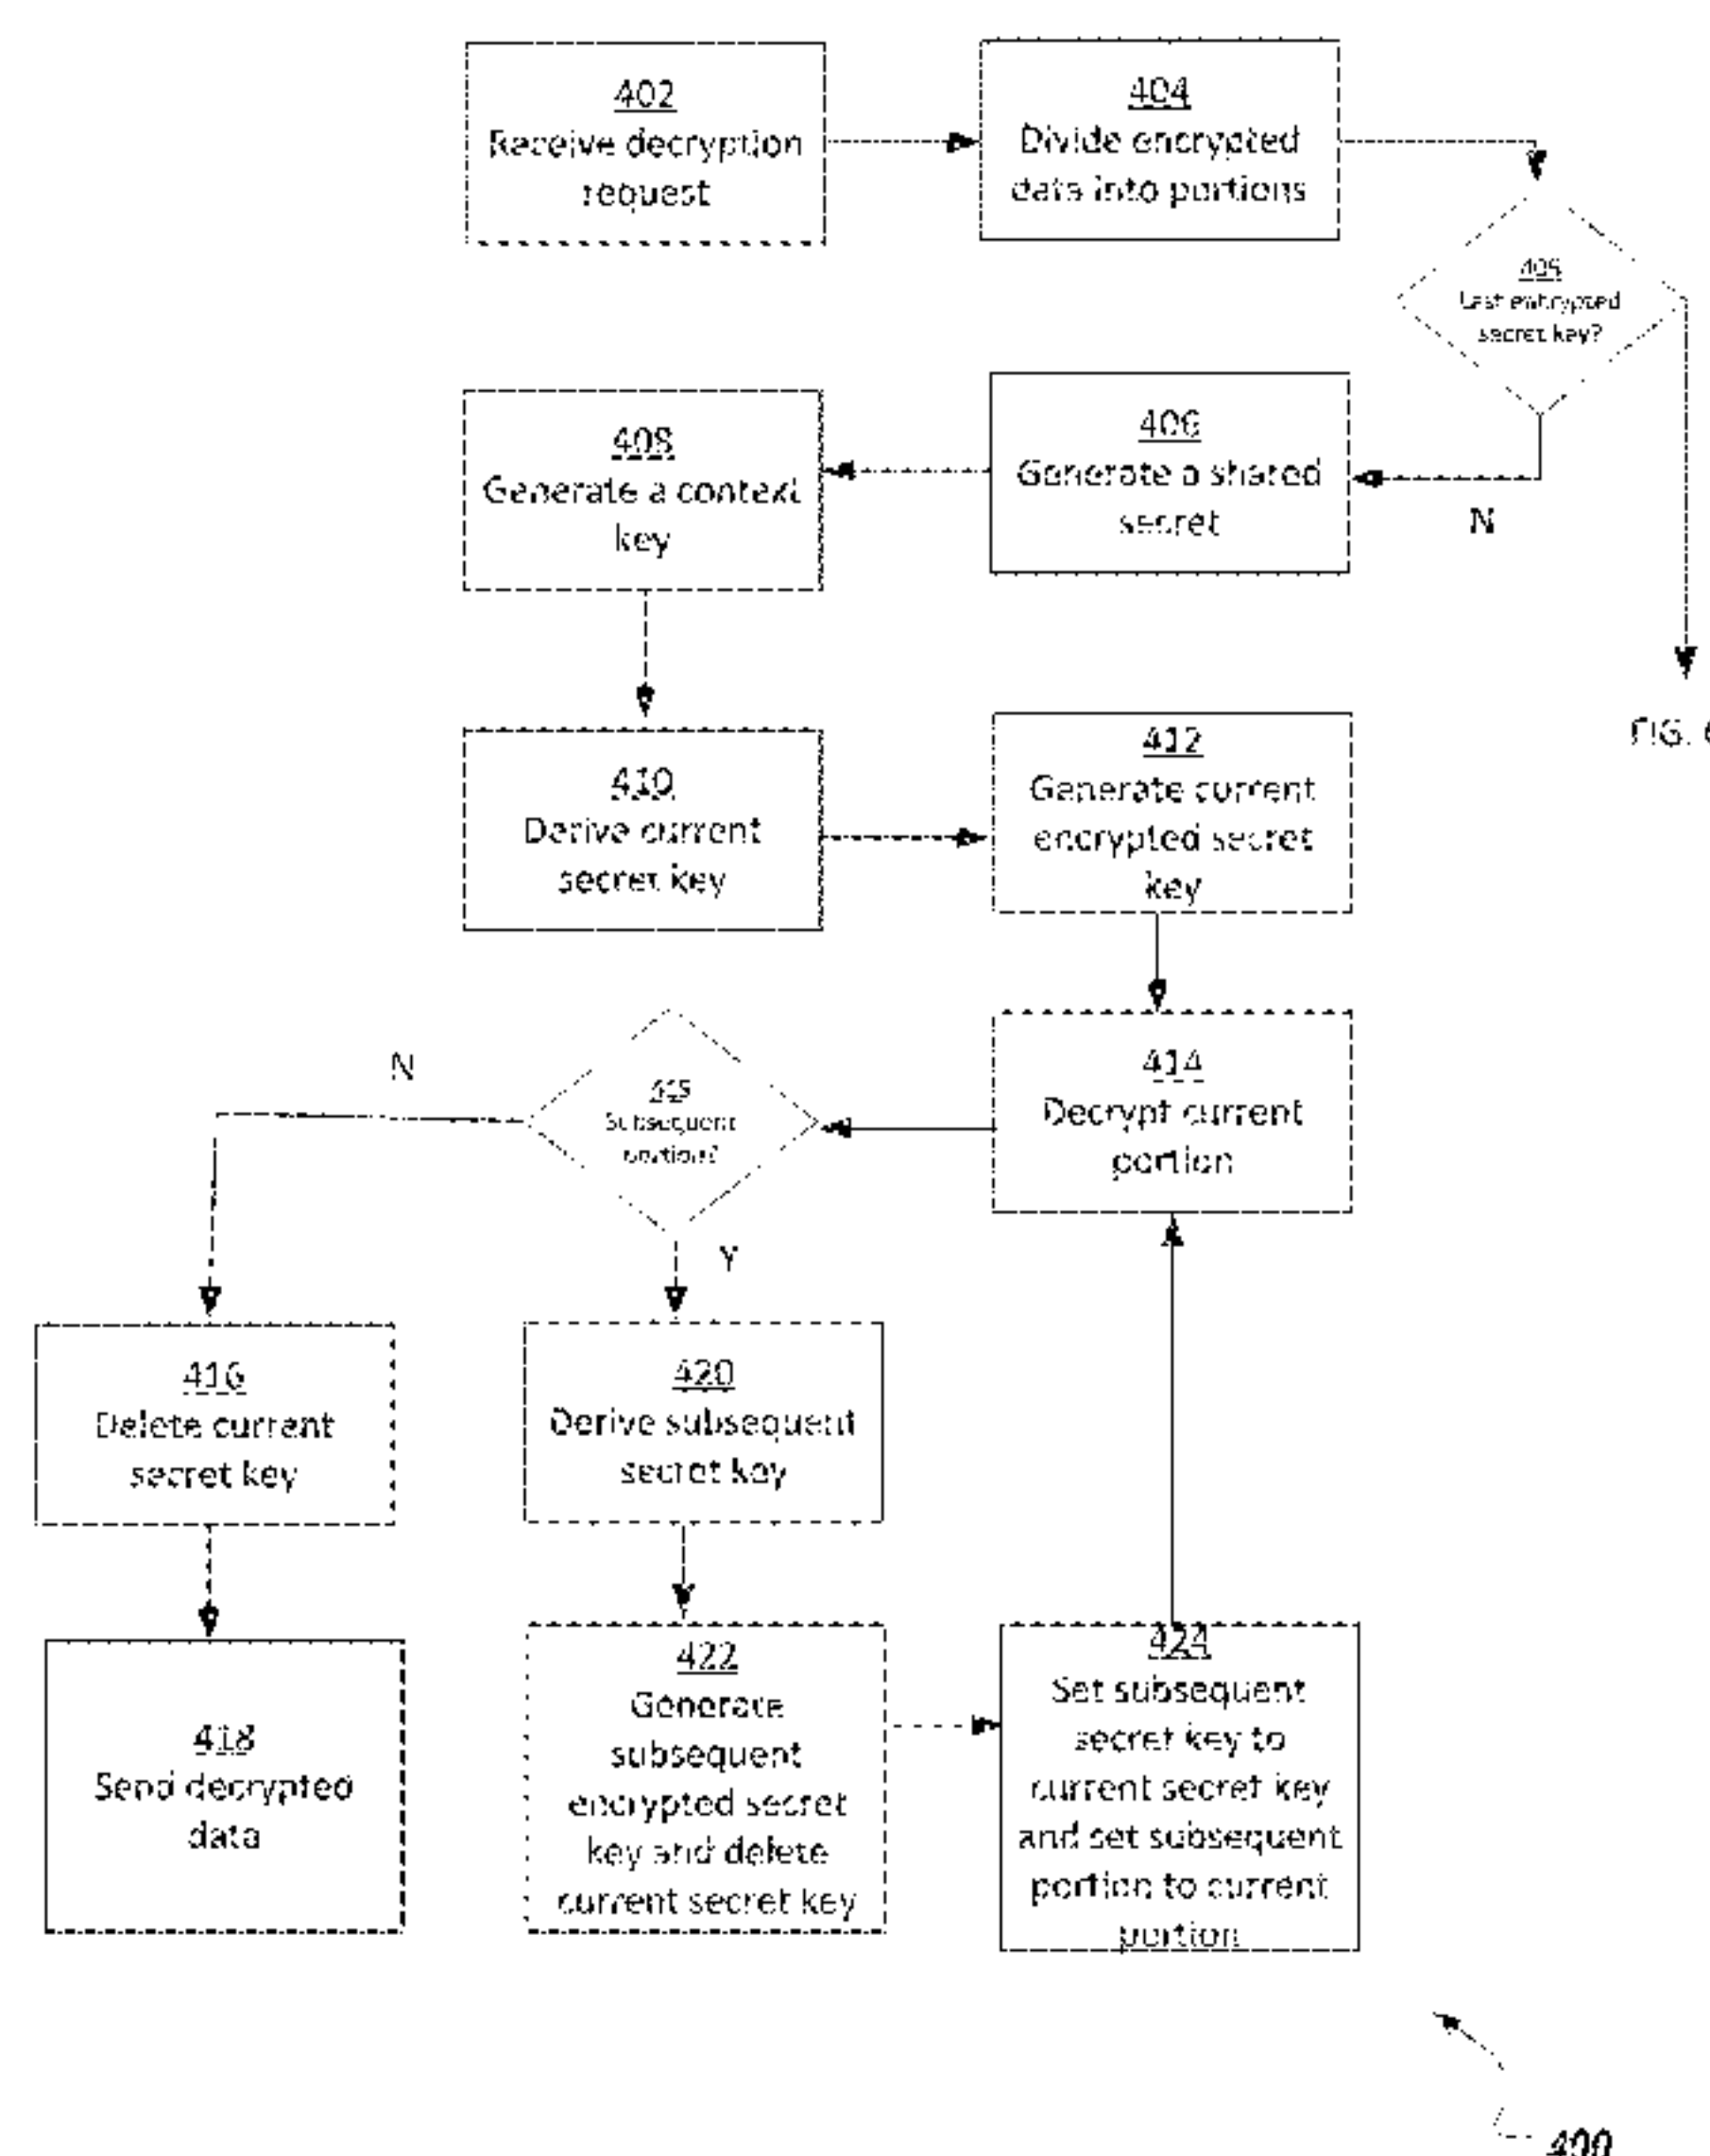 402
Receive decryption
request
404
Divide encrypted
data into portions
405
Last encrypted
secret key?
408
Generate a context
key
406
Generate a shared
secret
N
FIG.
410
Derive current
secret key
412
Generate current
encrypted secret
key
N
415
Subsequent
portion?
414
Decrypt current
portion
Y
416
Delete current
secret key
420
Derive subsequent
secret key
418
Send decrypted
data
422
Generate
subsequent
encrypted secret
key and delete
current secret key
424
Set subsequent
secret key to
current secret key
and set subsequent
portion to current
portion
400